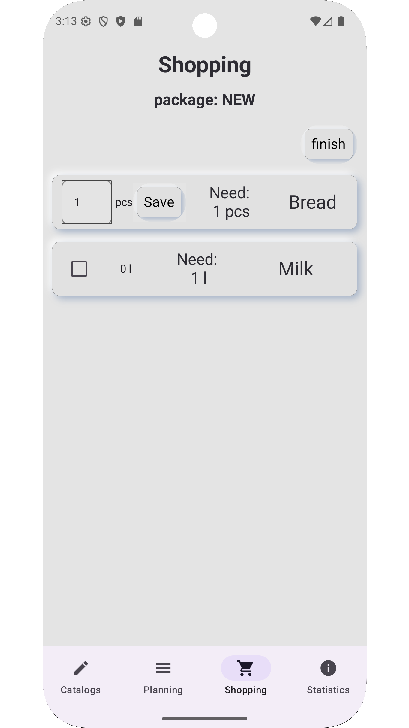 3:13
Shopping
package: NEW
finish
1 pcs Save Need: 1 pcs Bread
0 l Need: 1 l Milk
Catalogs Planning Shopping Statistics